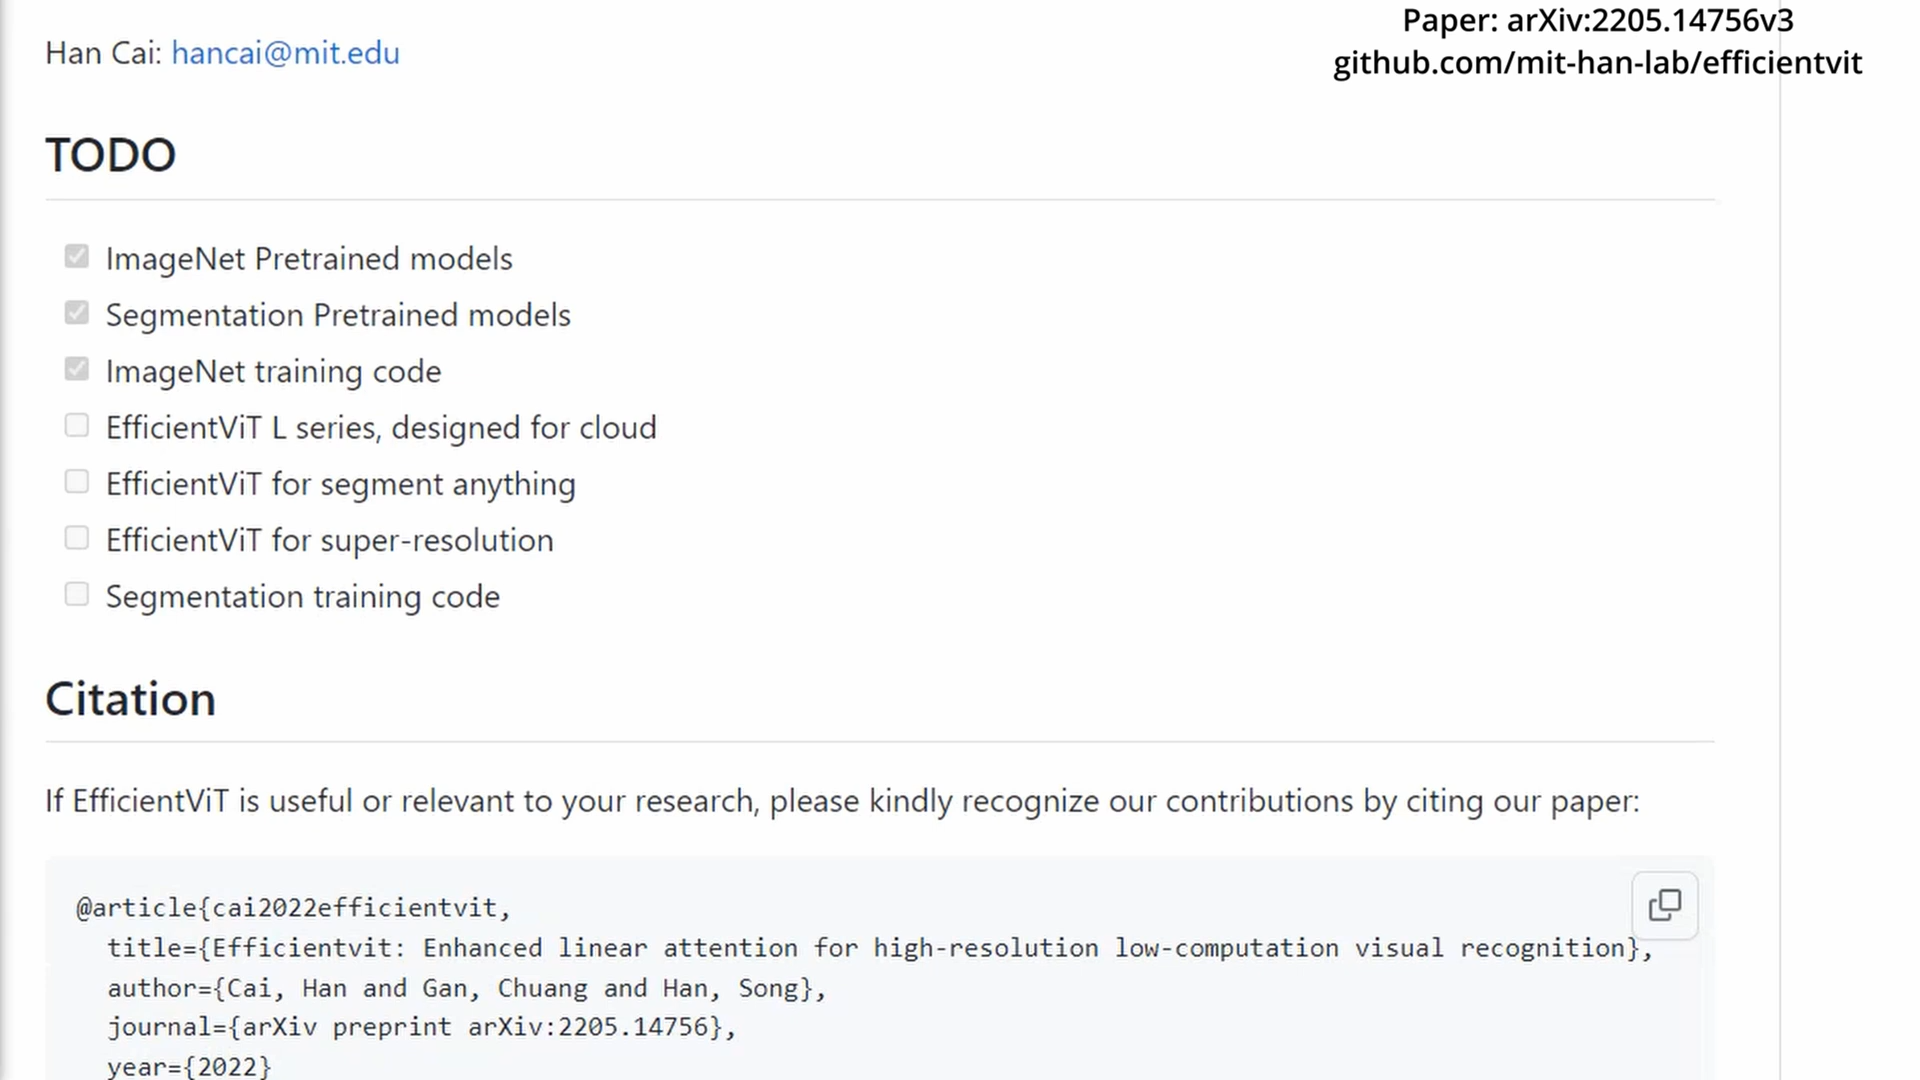 Paper: arXiv:2205.14756v3
github.com/mit-han-lab/efficientvit
Han Cai: hancai@mit.edu
TODO
ImageNet Pretrained models
Segmentation Pretrained models
ImageNet training code
EfficientViT L series, designed for cloud
EfficientViT for segment anything
EfficientViT for super-resolution
Segmentation training code
Citation
If EfficientViT is useful or relevant to your research, please kindly recognize our contributions by citing our paper:
@article{cai2022efficientvit,
title={Efficientvit: Enhanced linear attention for high-resolution low-computation visual recognition},
author={Cai, Han and Gan, Chuang and Han, Song},
journal={arXiv preprint arXiv:2205.14756},
year={2022}